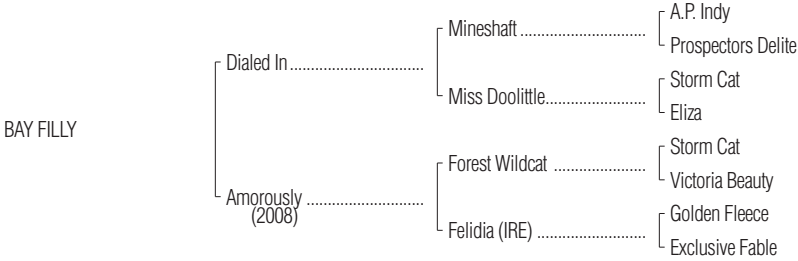 A.P. Indy
Mineshaft ..............................
Prospectors Delite
Dialed In................................
Storm Cat
Miss Doolittle........................
Eliza
BAY FILLY
Storm Cat
Forest Wildcat ......................
Victoria Beauty
Amorously ............................
(2008)
Golden Fleece
Felidia (IRE) ..........................
Exclusive Fable